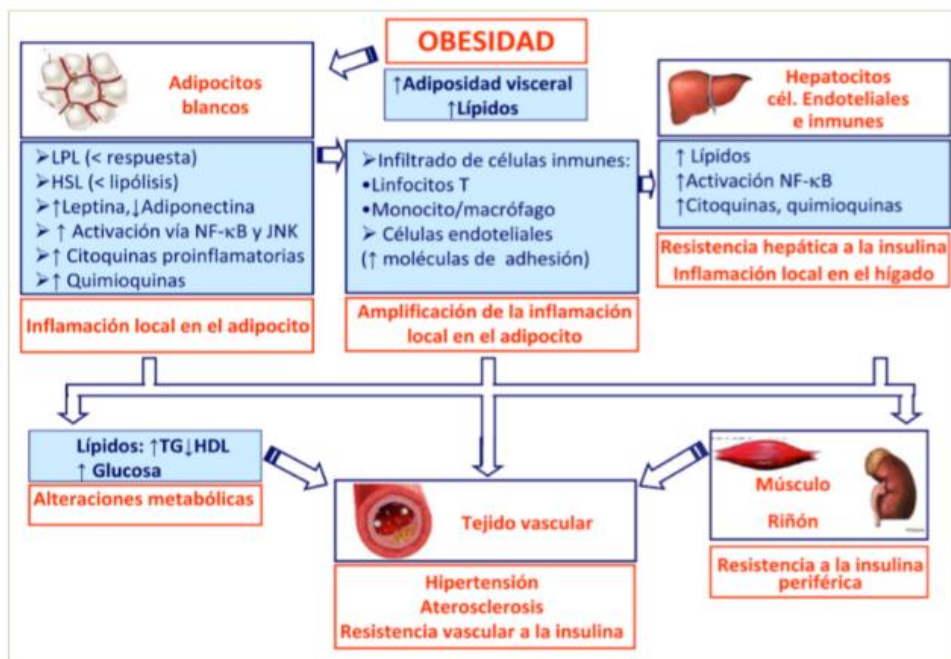 OBESIDAD
↑Adiposidad visceral
↑Lípidos
Adipocitos
blancos
➢LPL (< respuesta)
➢HSL (< lipólisis)
➢↑Leptina,↓Adiponectina
➢↑ Activación vía NF-κB y JNK
➢↑ Citoquinas proinflamatorias
➢↑ Quimioquinas
Inflamación local en el adipocito
➢Infiltrado de células inmunes:
•Linfocitos T
•Monocito/macrófago
➢ Células endoteliales
(↑ moléculas de adhesión)
Amplificación de la inflamación
local en el adipocito
Hepatocitos
cél. Endoteliales
e inmunes
↑ Lípidos
↑Activación NF-κB
↑Citoquinas, quimioquinas
Resistencia hepática a la insulina
Inflamación local en el hígado
Lípidos: ↑TG↓HDL
↑ Glucosa
Alteraciones metabólicas
Tejido vascular
Hipertensión
Aterosclerosis
Resistencia vascular a la insulina
Músculo
Riñón
Resistencia a la insulina
periférica